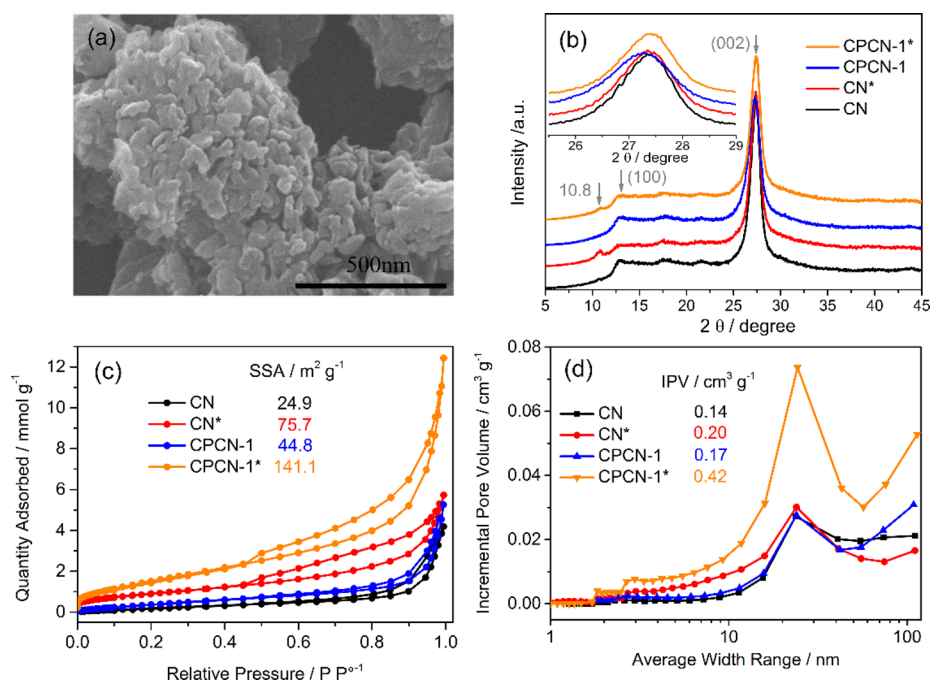 (a)
500nm
(b)
(002)
CPCN-1*
CPCN-1
CN*
CN
25 26 27 28 29
2 θ / degree
10.8
(100)
Intensity /a.u.
5 10 15 20 25 30 35 40 45
2 θ / degree
(c)
SSA / m² g⁻¹
CN 24.9
CN* 75.7
CPCN-1 44.8
CPCN-1* 141.1
12
10
8
6
4
2
0
Quantity Adsorbed / mmol g⁻¹
0.0 0.2 0.4 0.6 0.8 1.0
Relative Pressure / P P°⁻¹
(d)
IPV / cm³ g⁻¹
CN 0.14
CN* 0.20
CPCN-1 0.17
CPCN-1* 0.42
0.08
0.06
0.04
0.02
0.00
Incremental Pore Volume / cm³ g⁻¹
1 10 100
Average Width Range / nm